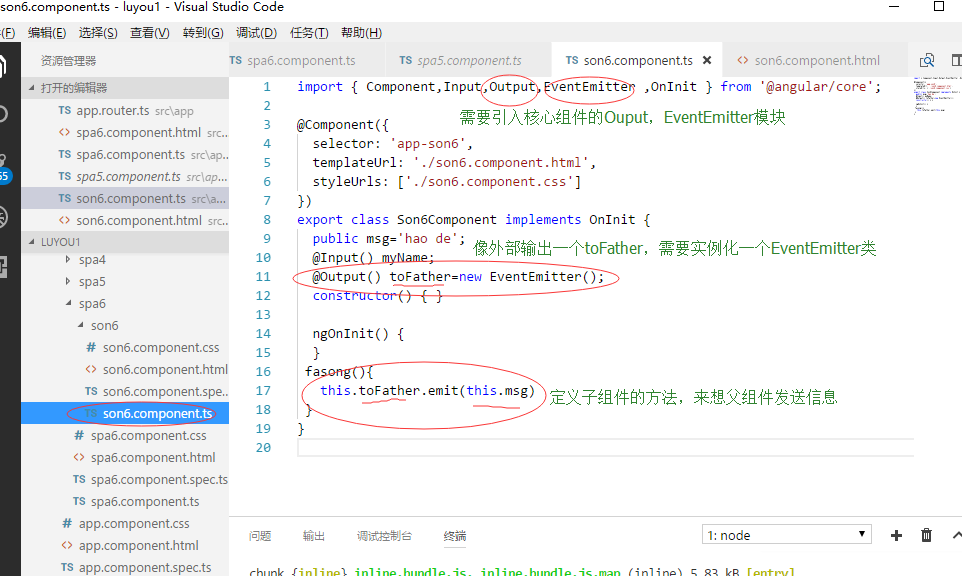 son6.component.ts - luyou1 - Visual Studio Code
(F) 编辑(E) 选择(S) 查看(V) 转到(G) 调试(D) 任务(T) 帮助(H)
资源管理器
打开的编辑器
TS app.router.ts src\app
<> spa6.component.html src...
TS spa6.component.ts src\ap...
TS spa5.component.ts src\ap...
TS son6.component.ts src\a...
<> son6.component.html src...
LUYOU1
spa4
spa5
spa6
son6
# son6.component.css
<> son6.component.html
TS son6.component.spe...
TS son6.component.ts
# spa6.component.css
<> spa6.component.html
TS spa6.component.spec.ts
TS spa6.component.ts
# app.component.css
<> app.component.html
TS app.component.spec.ts
TS spa6.component.ts
TS spa5.component.ts
TS son6.component.ts ×
<> son6.component.html
1 import { Component,Input,Output,EventEmitter ,OnInit } from '@angular/core';
2
需要引入核心组件的Ouput，EventEmitter模块
3 @Component({
4 selector: 'app-son6',
5 templateUrl: './son6.component.html',
6 styleUrls: ['./son6.component.css']
7 })
8 export class Son6Component implements OnInit {
9 public msg='hao de';
像外部输出一个toFather，需要实例化一个EventEmitter类
10 @Input() myName;
11 @Output() toFather=new EventEmitter();
12 constructor() { }
13
14 ngOnInit() {
15 }
16 fasong(){
17 this.toFather.emit(this.msg)
定义子组件的方法，来想父组件发送信息
18 }
19 }
20
问题 输出 调试控制台 终端
1: node
chunk {inline} inline.bundle.js, inline.bundle.js.map (inline) 5.83 kB [entry]